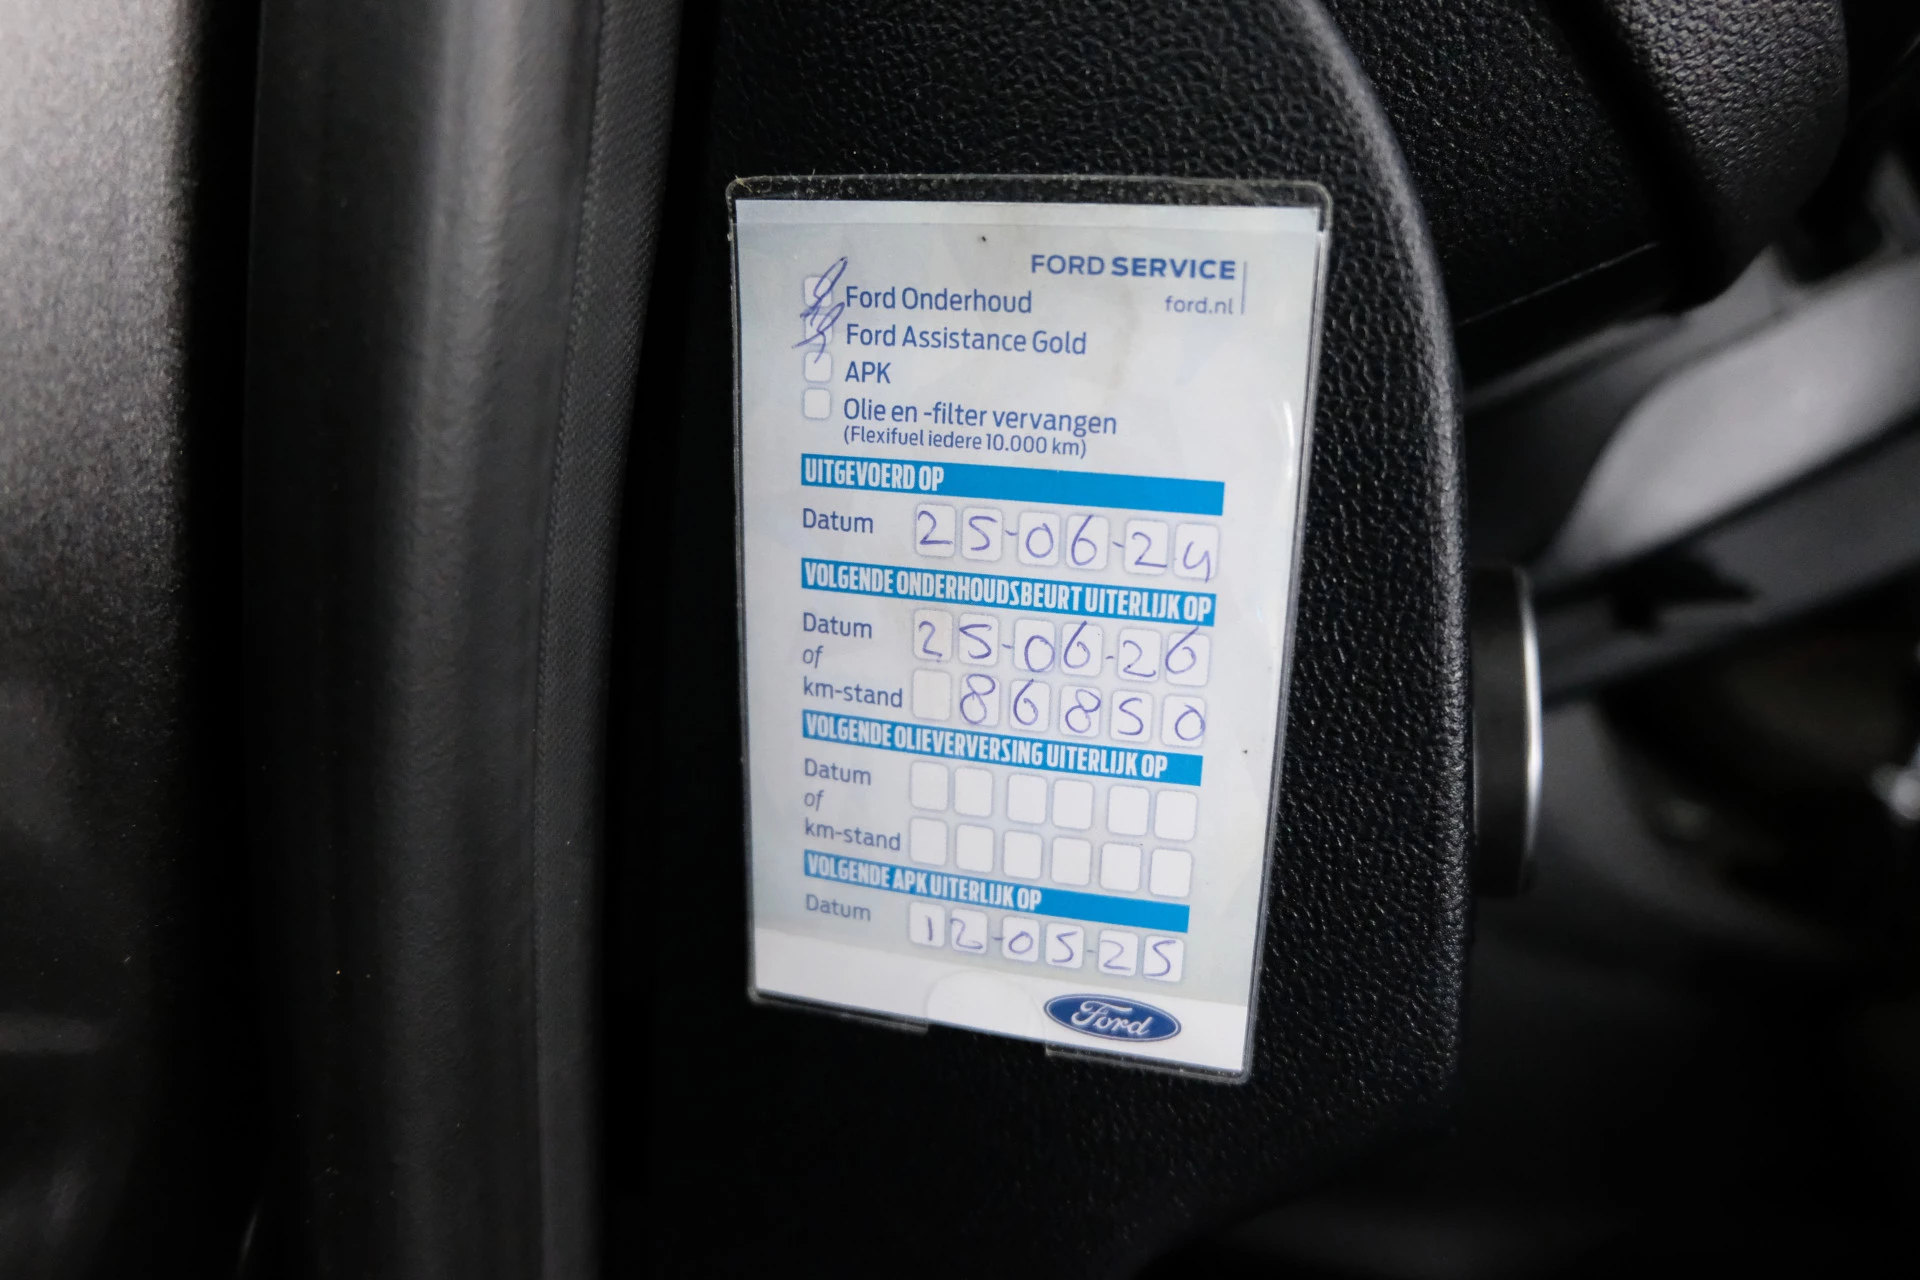 FORD SERVICE
ford.nl
Ford Onderhoud
Ford Assistance Gold
APK
Olie en -filter vervangen
(Flexifuel iedere 10.000 km)
UITGEVOERD OP
Datum 25-06-24
VOLGENDE ONDERHOUDSBEURT UITERLIJK OP
Datum 25-06-26
of
km-stand 86850
VOLGENDE OLIEVERVERSING UITERLIJK OP
Datum
of
km-stand
VOLGENDE APK UITERLIJK OP
Datum 12-05-25
Ford